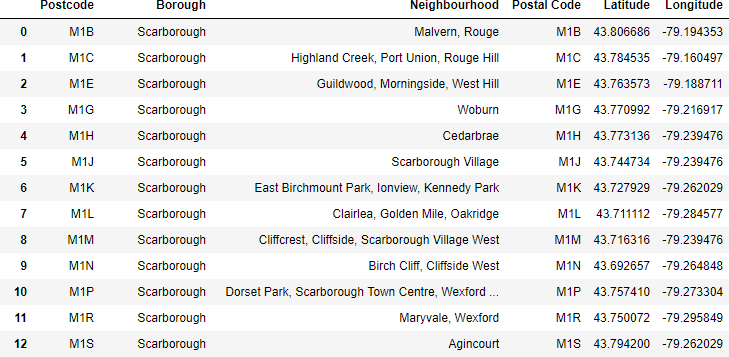 Postcode Borough Neighbourhood Postal Code Latitude Longitude
0 M1B Scarborough Malvern, Rouge M1B 43.806686 -79.194353
1 M1C Scarborough Highland Creek, Port Union, Rouge Hill M1C 43.784535 -79.160497
2 M1E Scarborough Guildwood, Morningside, West Hill M1E 43.763573 -79.188711
3 M1G Scarborough Woburn M1G 43.770992 -79.216917
4 M1H Scarborough Cedarbrae M1H 43.773136 -79.239476
5 M1J Scarborough Scarborough Village M1J 43.744734 -79.239476
6 M1K Scarborough East Birchmount Park, Ionview, Kennedy Park M1K 43.727929 -79.262029
7 M1L Scarborough Clairlea, Golden Mile, Oakridge M1L 43.711112 -79.284577
8 M1M Scarborough Cliffcrest, Cliffside, Scarborough Village West M1M 43.716316 -79.239476
9 M1N Scarborough Birch Cliff, Cliffside West M1N 43.692657 -79.264848
10 M1P Scarborough Dorset Park, Scarborough Town Centre, Wexford ... M1P 43.757410 -79.273304
11 M1R Scarborough Maryvale, Wexford M1R 43.750072 -79.295849
12 M1S Scarborough Agincourt M1S 43.794200 -79.262029